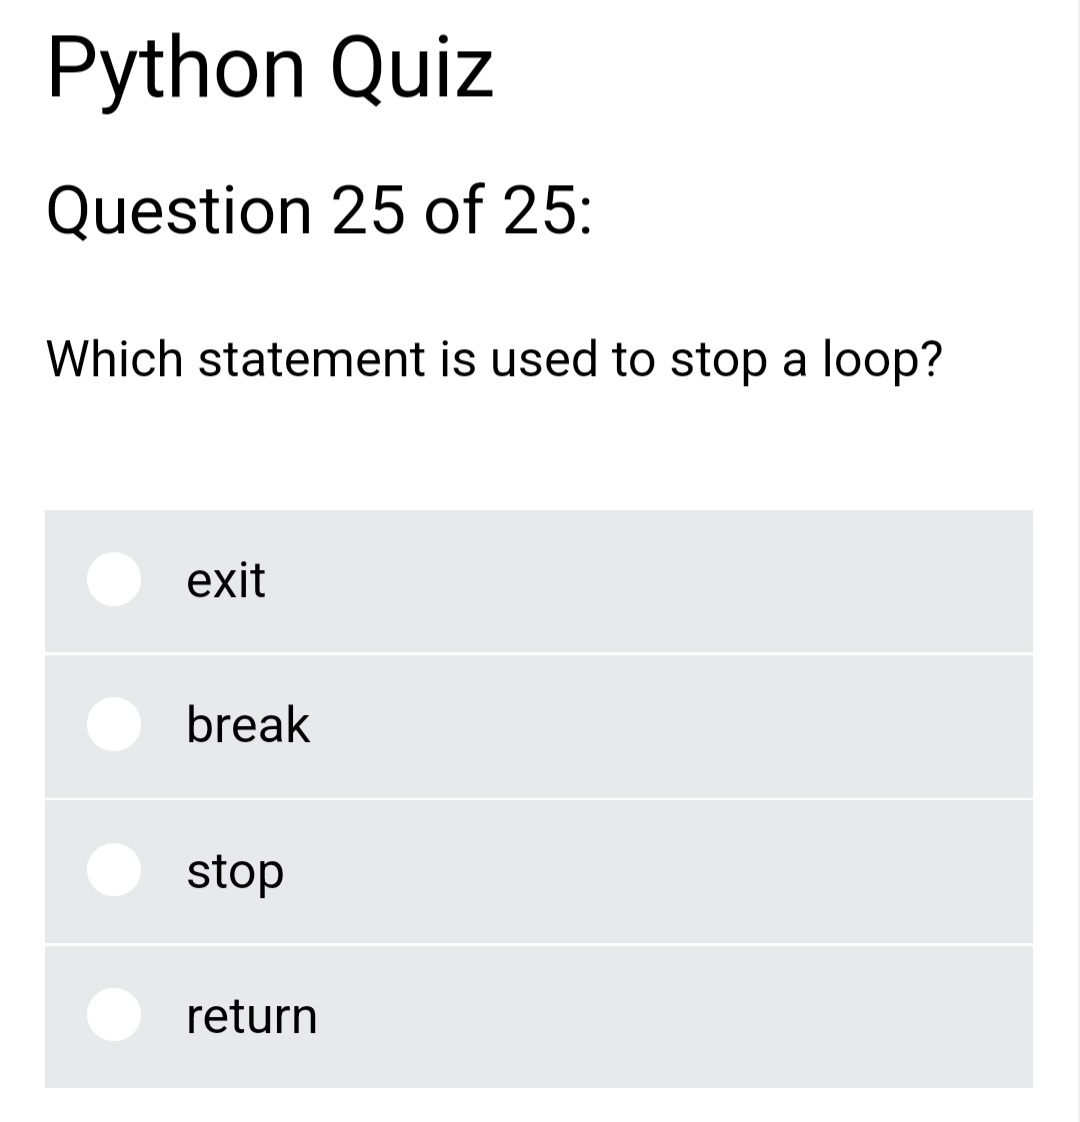 Python Quiz
Question 25 of 25:
Which statement is used to stop a loop?
exit
break
stop
return